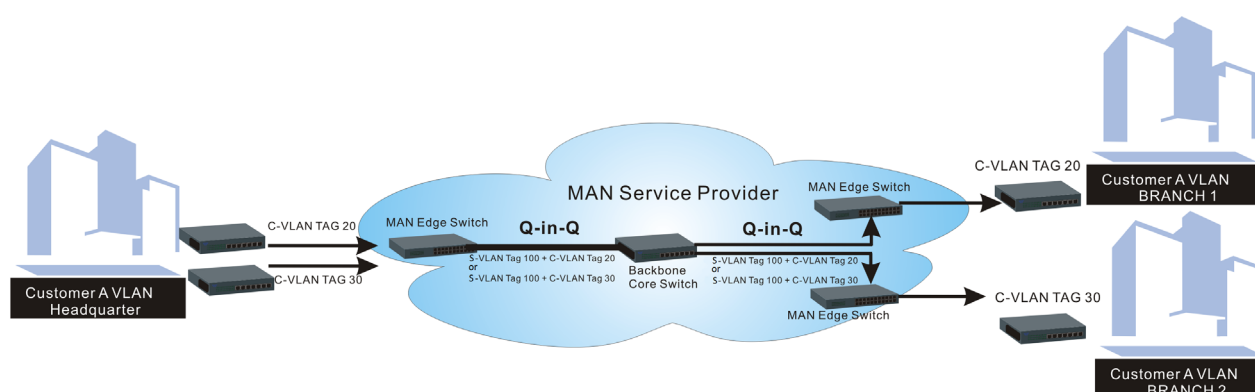 C-VLAN TAG 20
C-VLAN TAG 30
Customer A VLAN
Headquarter
MAN Service Provider
MAN Edge Switch
Q-in-Q
S-VLAN Tag 100 + C-VLAN Tag 20
or
S-VLAN Tag 100 + C-VLAN Tag 30
Backbone
Core Switch
Q-in-Q
S-VLAN Tag 100 + C-VLAN Tag 20
or
S-VLAN Tag 100 + C-VLAN Tag 30
MAN Edge Switch
MAN Edge Switch
C-VLAN TAG 20
Customer A VLAN
BRANCH 1
C-VLAN TAG 30
Customer A VLAN
BRANCH 2